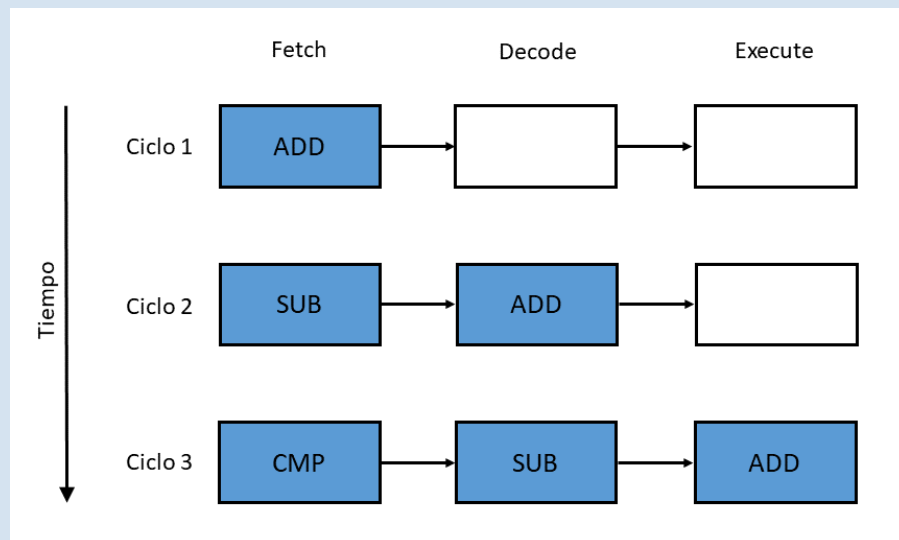 Fetch Decode Execute
Ciclo 1 ADD
Tiempo
Ciclo 2 SUB ADD
Ciclo 3 CMP SUB ADD